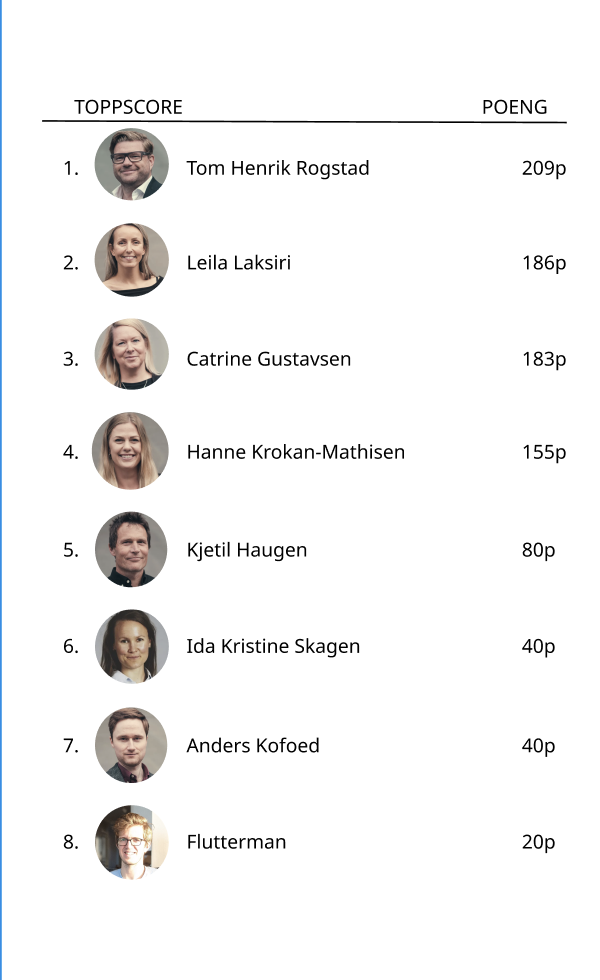 TOPPSCORE POENG
1. Tom Henrik Rogstad 209p
2. Leila Laksiri 186p
3. Catrine Gustavsen 183p
4. Hanne Krokan-Mathisen 155p
5. Kjetil Haugen 80p
6. Ida Kristine Skagen 40p
7. Anders Kofoed 40p
8. Flutterman 20p